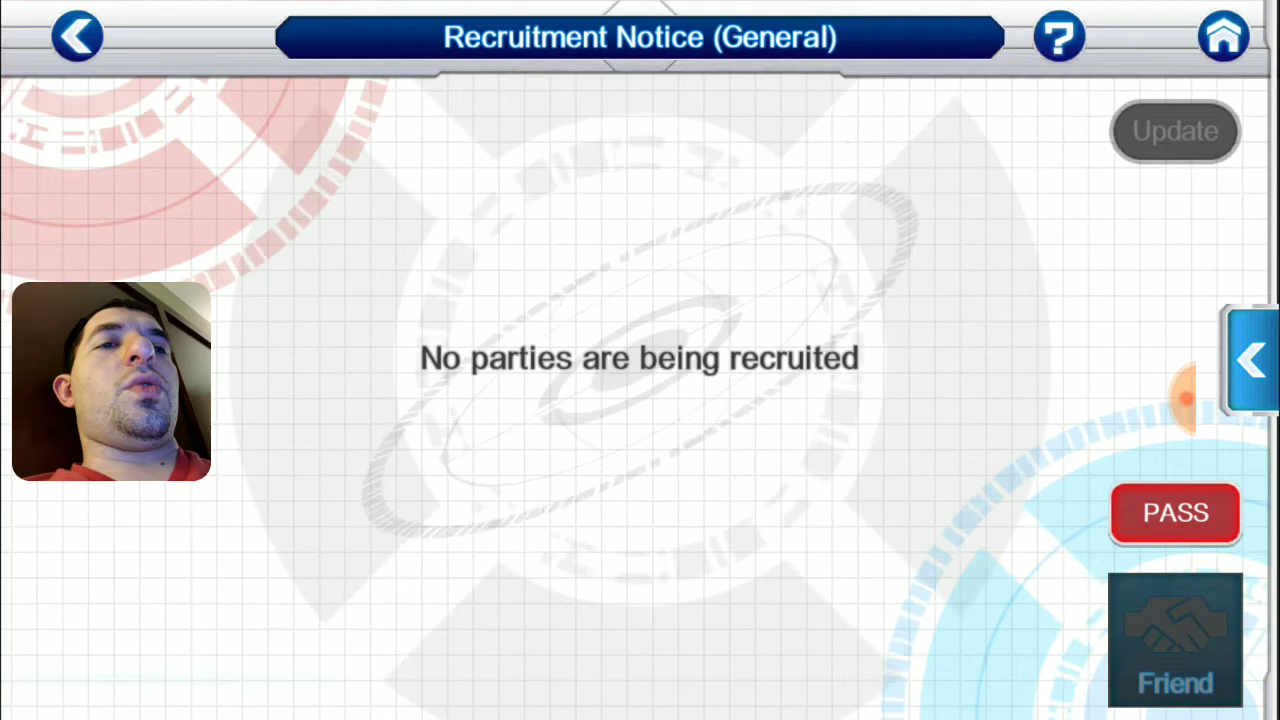 Recruitment Notice (General)
?
Update
No parties are being recruited
PASS
Friend